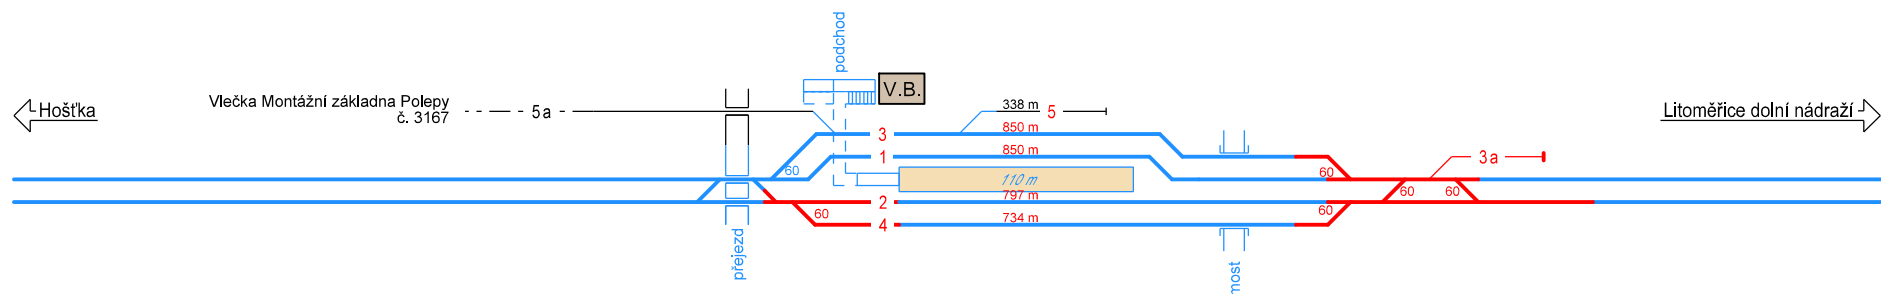 podchod
V.B.
Hošťka
Vlečka Montážní základna Polepy
č. 3167
5a
338 m
5
Litoměřice dolní nádraží
3
850 m
1
850 m
3a
60
110 m
60
60
60
2
797 m
60
60
4
734 m
přejezd
most